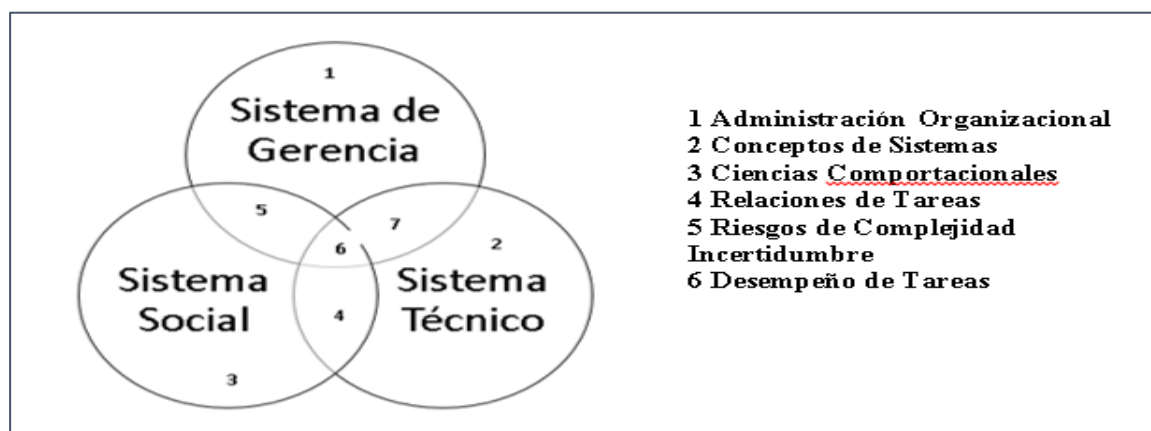 1
Sistema de
Gerencia
5
7
6
2
Sistema
Social
Sistema
Técnico
4
3
1 Administración Organizacional
2 Conceptos de Sistemas
3 Ciencias Comportacionales
4 Relaciones de Tareas
5 Riesgos de Complejidad
Incertidumbre
6 Desempeño de Tareas